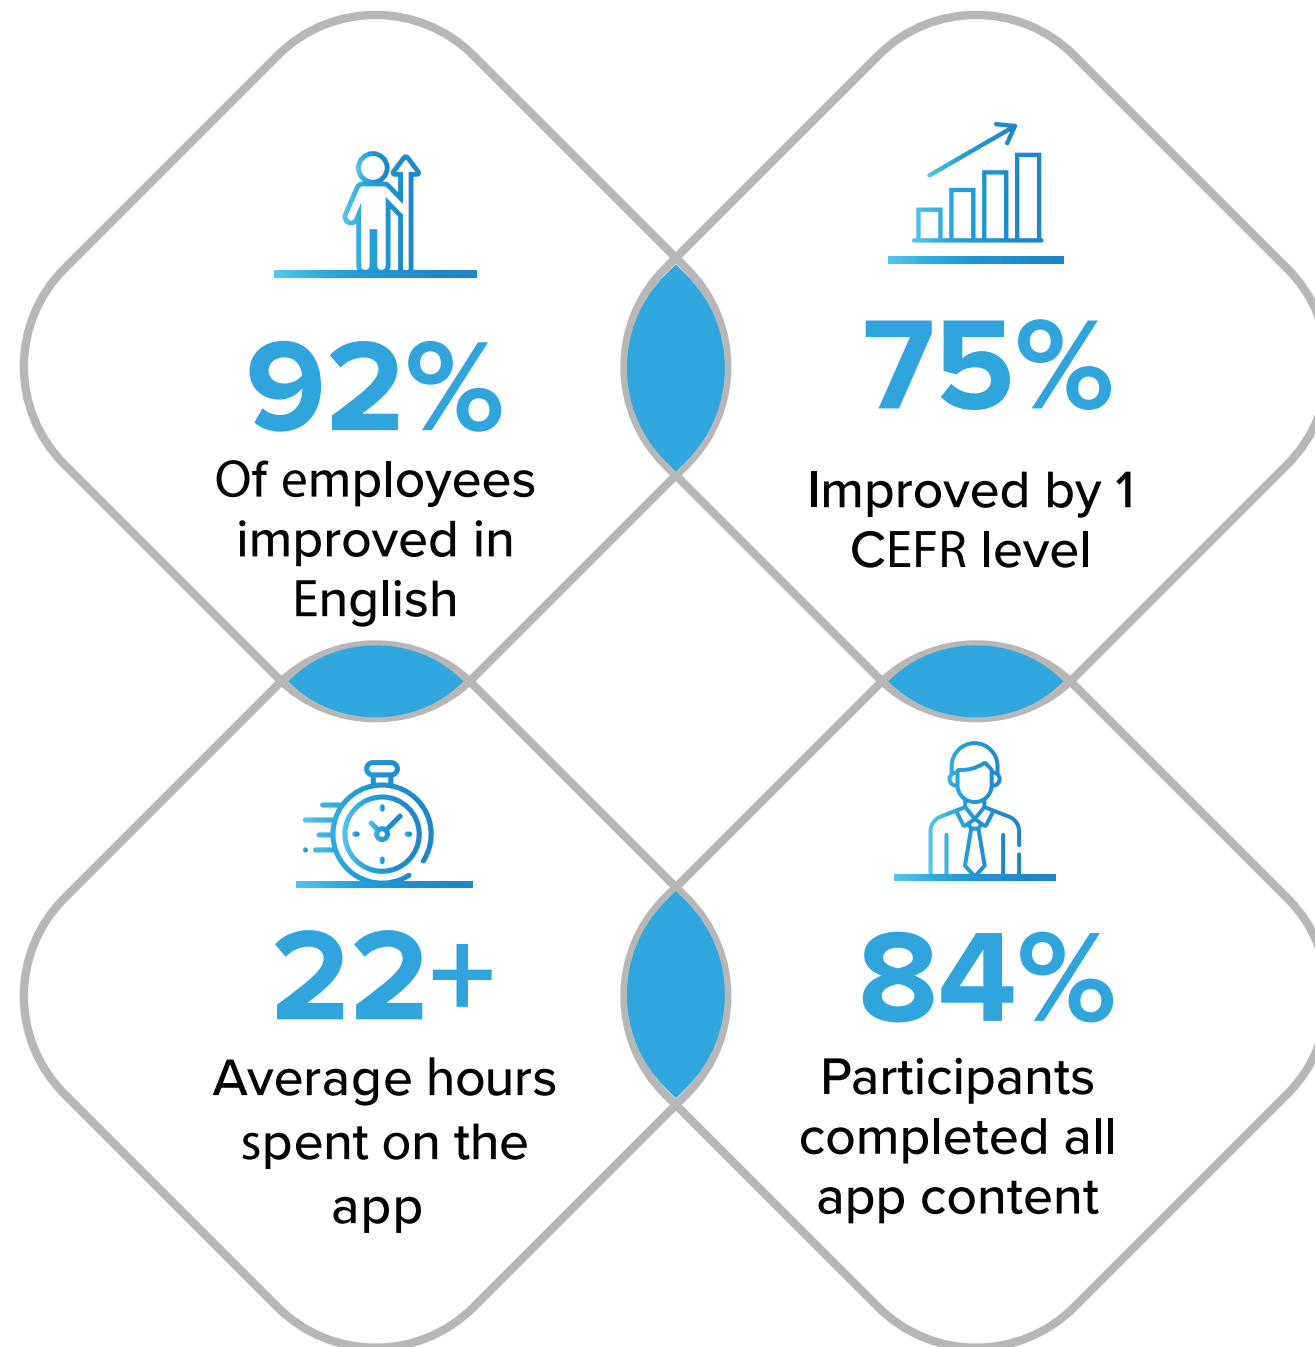 92%
Of employees
improved in
English
75%
Improved by 1
CEFR level
22+
Average hours
spent on the
app
84%
Participants
completed all
app content